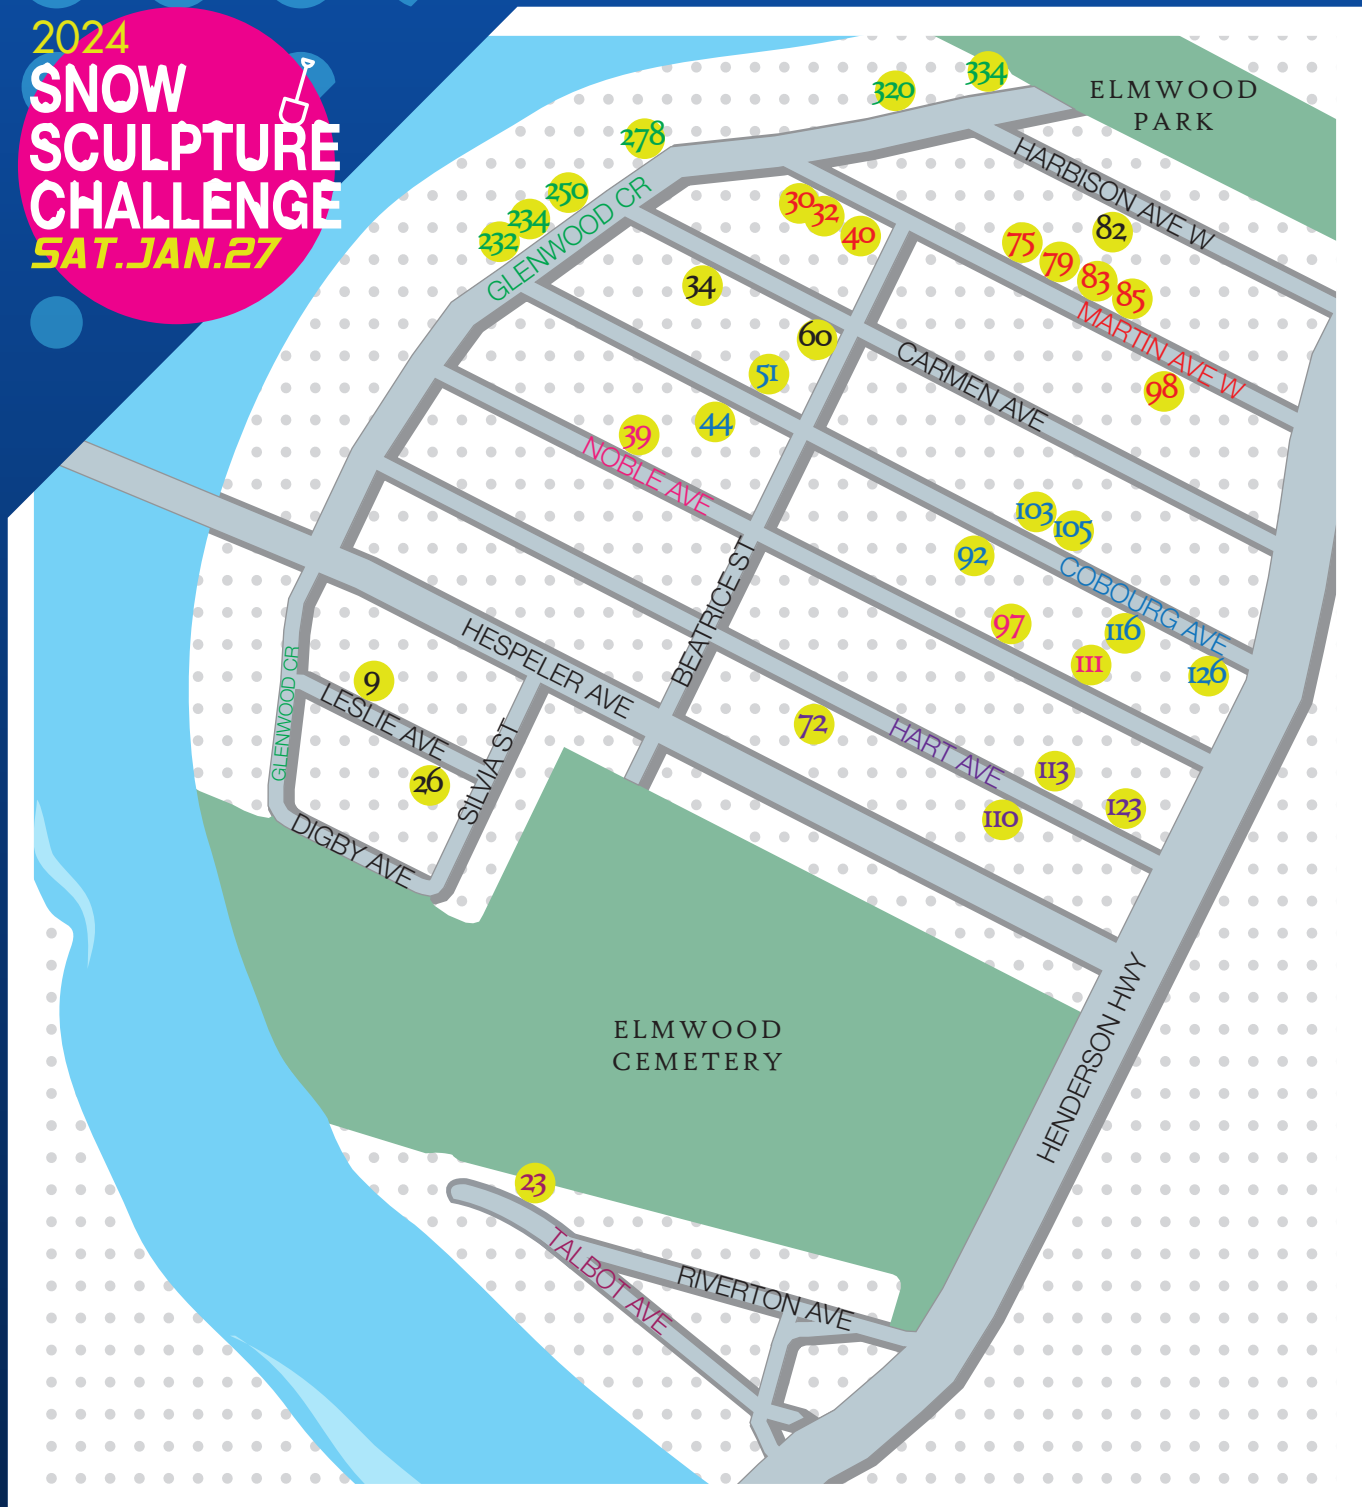 2024
SNOW
SCULPTURE
CHALLENGE
SAT.JAN.27
334
320
ELMWOOD
PARK
278
HARBISON AVE W
250
GLENWOOD CR
234
232
30
32
40
82
75
79
83
85
34
MARTIN AVE W
60
CARMEN AVE
51
98
44
39
NOBLE AVE
103
105
92
COBOURG AVE
BEATRICE ST
97
116
111
126
HESPELER AVE
GLENWOOD CR
9
LESLIE AVE
SILVIA ST
26
72
HART AVE
113
123
110
DIGBY AVE
HENDERSON HWY
ELMWOOD
CEMETERY
23
TALBOT AVE
RIVERTON AVE